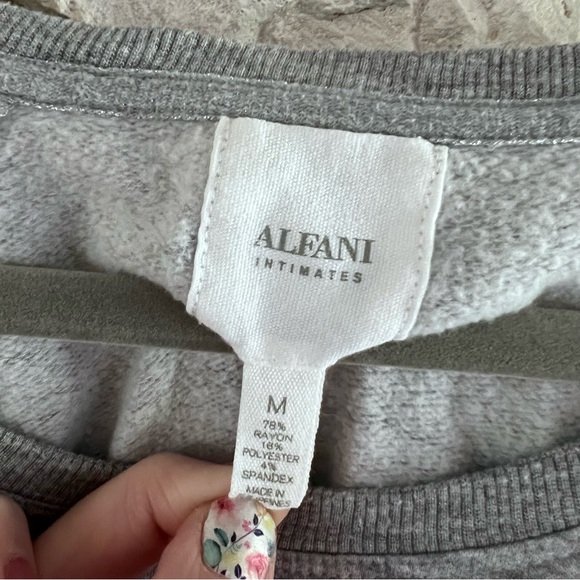 ALFANI
INTIMATES
M
78%
RAYON
18%
POLYESTER
4%
SPANDEX
MADE IN